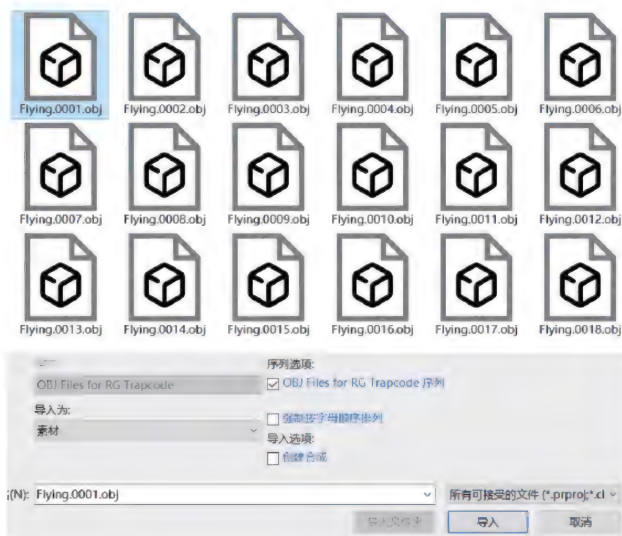 Flying.0001.obj Flying.0002.obj Flying.0003.obj Flying.0004.obj Flying.0005.obj Flying.0006.obj
Flying.0007.obj Flying.0008.obj Flying.0009.obj Flying.0010.obj Flying.0011.obj Flying.0012.obj
Flying.0013.obj Flying.0014.obj Flying.0015.obj Flying.0016.obj Flying.0017.obj Flying.0018.obj
序列选项:
OBJ Files for RG Trapcode
OBJ Files for RG Trapcode 序列
导入为:
强制按字母顺序排列
素材
导入选项:
创建合成
(N): Flying.0001.obj 所有可接受的文件 (*.prproj;*.cl
导入文件夹 导入 取消